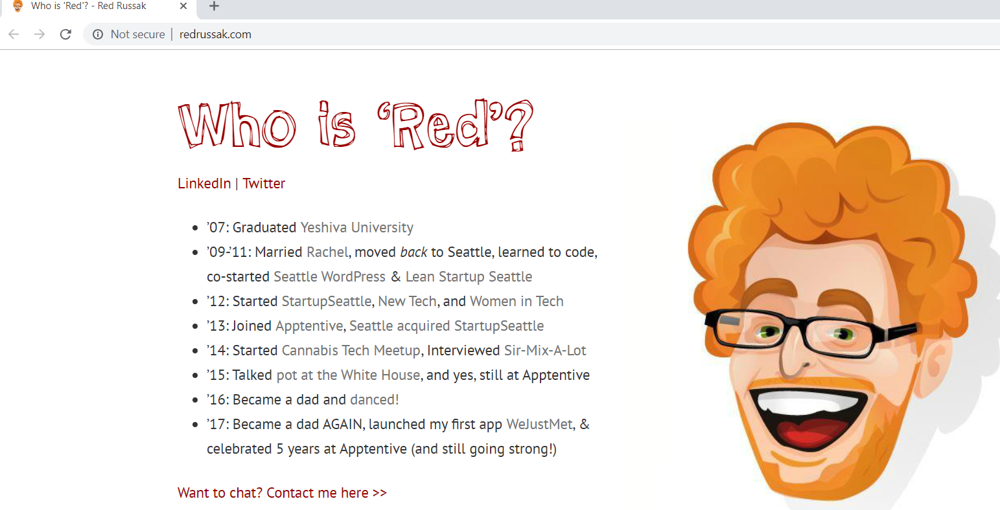 Who is 'Red'? - Red Russak
Not secure | redrussak.com
Who is ‘Red’?
LinkedIn | Twitter
• ’07: Graduated Yeshiva University
• ’09-’11: Married Rachel, moved back to Seattle, learned to code,
co-started Seattle WordPress & Lean Startup Seattle
• ’12: Started StartupSeattle, New Tech, and Women in Tech
• ’13: Joined Apptentive, Seattle acquired StartupSeattle
• ’14: Started Cannabis Tech Meetup, Interviewed Sir-Mix-A-Lot
• ’15: Talked pot at the White House, and yes, still at Apptentive
• ’16: Became a dad and danced!
• ’17: Became a dad AGAIN, launched my first app WeJustMet, &
celebrated 5 years at Apptentive (and still going strong!)
Want to chat? Contact me here >>